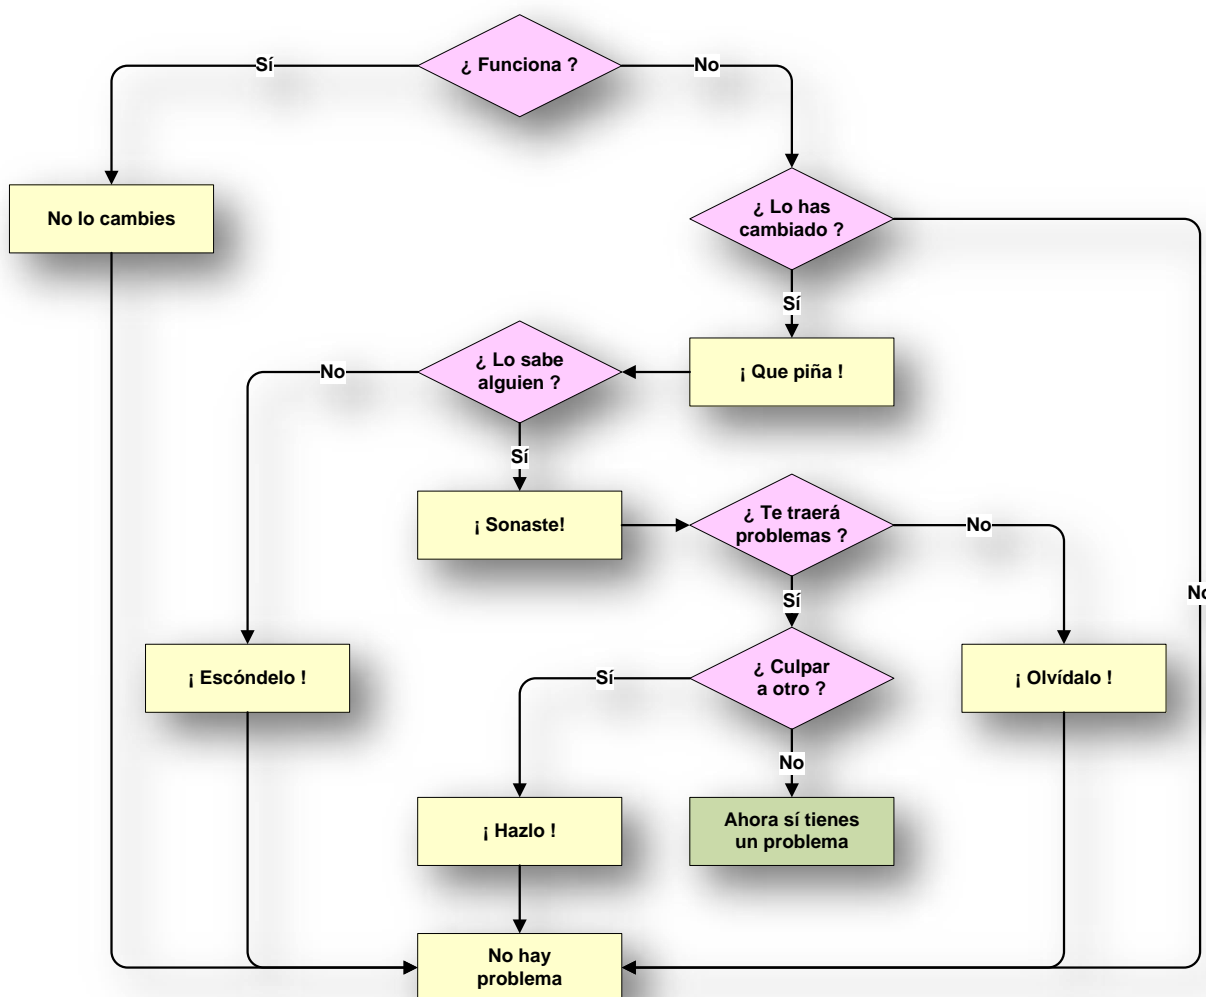 ¿ Funciona ?
Sí
No
No lo cambies
¿ Lo has
cambiado ?
Sí
¿ Lo sabe
alguien ?
¡ Que piña !
No
Sí
¡ Sonaste!
¿ Te traerá
problemas ?
No
Sí
No
¡ Escóndelo !
¿ Culpar
a otro ?
¡ Olvídalo !
Sí
No
¡ Hazlo !
Ahora sí tienes
un problema
No hay
problema